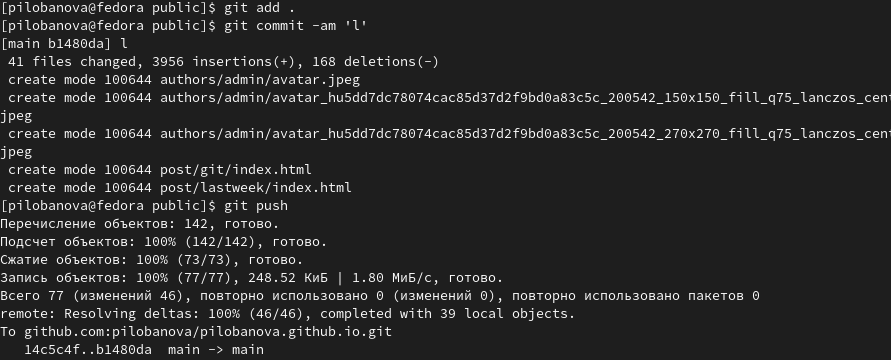 [pilobanova@fedora public]$ git add .
[pilobanova@fedora public]$ git commit -am 'l'
[main b1480da] l
 41 files changed, 3956 insertions(+), 168 deletions(-)
 create mode 100644 authors/admin/avatar.jpeg
 create mode 100644 authors/admin/avatar_hu5dd7dc78074cac85d37d2f9bd0a83c5c_200542_150x150_fill_q75_lanczos_cent
jpeg
 create mode 100644 authors/admin/avatar_hu5dd7dc78074cac85d37d2f9bd0a83c5c_200542_270x270_fill_q75_lanczos_cent
jpeg
 create mode 100644 post/git/index.html
 create mode 100644 post/lastweek/index.html
[pilobanova@fedora public]$ git push
Перечисление объектов: 142, готово.
Подсчет объектов: 100% (142/142), готово.
Сжатие объектов: 100% (73/73), готово.
Запись объектов: 100% (77/77), 248.52 КиБ | 1.80 МиБ/с, готово.
Всего 77 (изменений 46), повторно использовано 0 (изменений 0), повторно использовано пакетов 0
remote: Resolving deltas: 100% (46/46), completed with 39 local objects.
To github.com:pilobanova/pilobanova.github.io.git
   14c5c4f..b1480da  main -> main